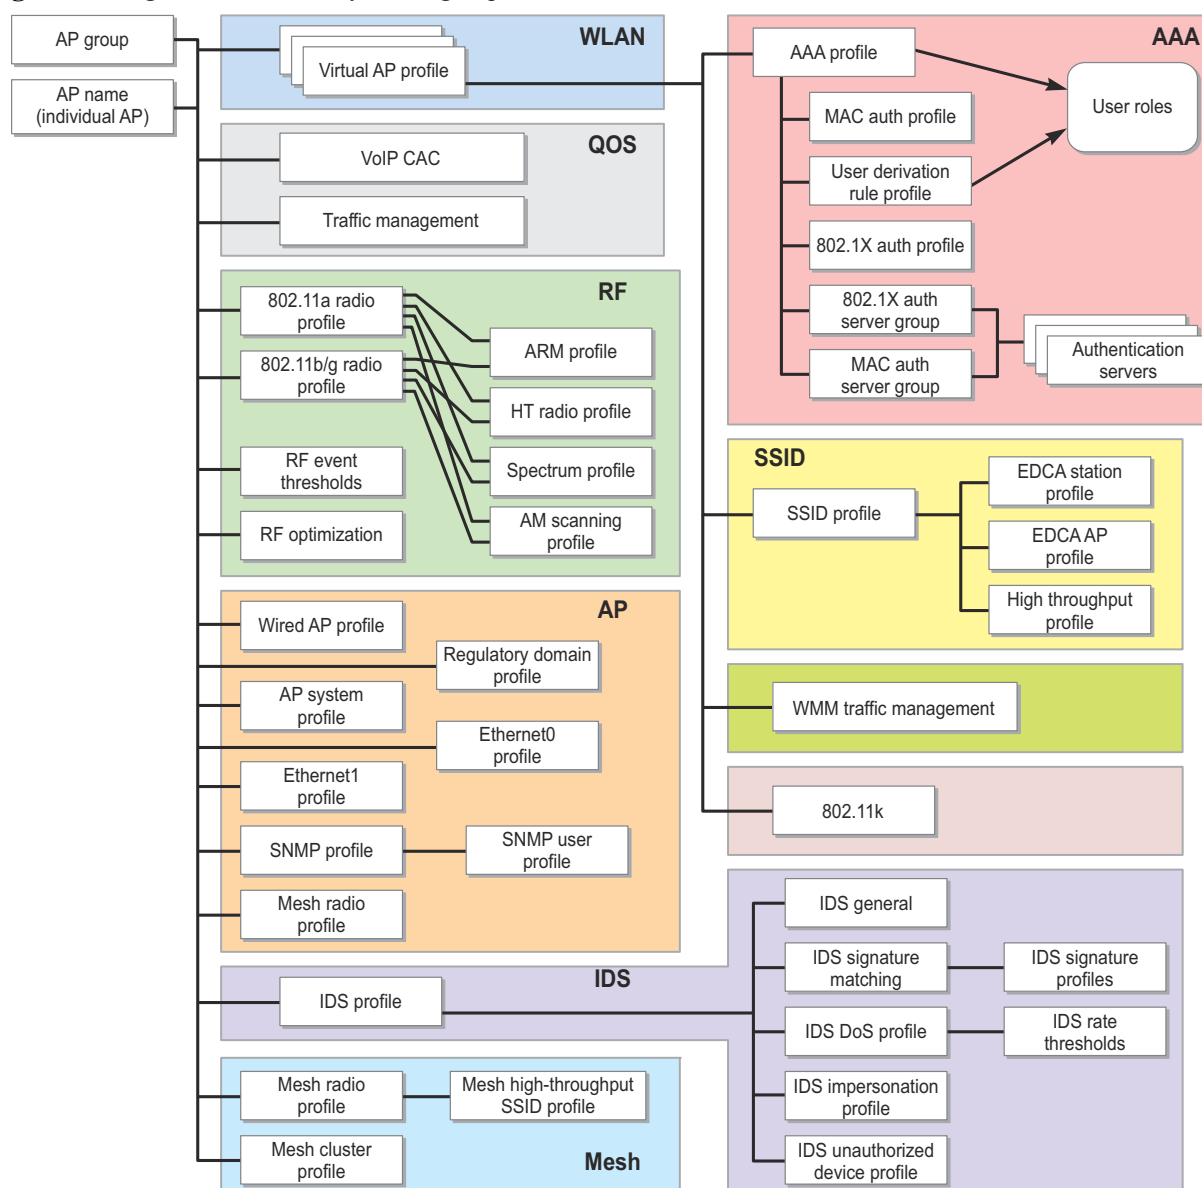 AP group
AP name
(individual AP)
WLAN
Virtual AP profile
QOS
VoIP CAC
Traffic management
RF
802.11a radio
profile
802.11b/g radio
profile
RF event
thresholds
RF optimization
ARM profile
HT radio profile
Spectrum profile
AM scanning
profile
AP
Wired AP profile
Regulatory domain
profile
AP system
profile
Ethernet0
profile
Ethernet1
profile
SNMP profile
SNMP user
profile
Mesh radio
profile
IDS
IDS profile
Mesh radio
profile
Mesh high-throughput
SSID profile
Mesh cluster
profile
Mesh
AAA
AAA profile
User roles
MAC auth profile
User derivation
rule profile
802.1X auth profile
802.1X auth
server group
MAC auth
server group
Authentication
servers
SSID
SSID profile
EDCA station
profile
EDCA AP
profile
High throughput
profile
WMM traffic management
802.11k
IDS general
IDS signature
matching
IDS signature
profiles
IDS DoS profile
IDS rate
thresholds
IDS impersonation
profile
IDS unauthorized
device profile